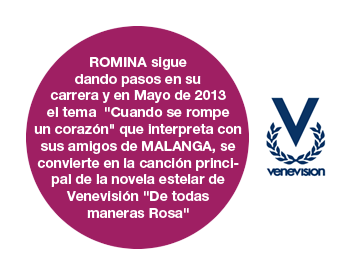 ROMINA sigue
dando pasos en su
carrera y en Mayo de 2013
el tema  "Cuando se rompe
un corazón" que interpreta con
sus amigos de MALANGA, se
convierte en la canción princi-
pal de la novela estelar de
Venevisión "De todas
maneras Rosa"
venevision